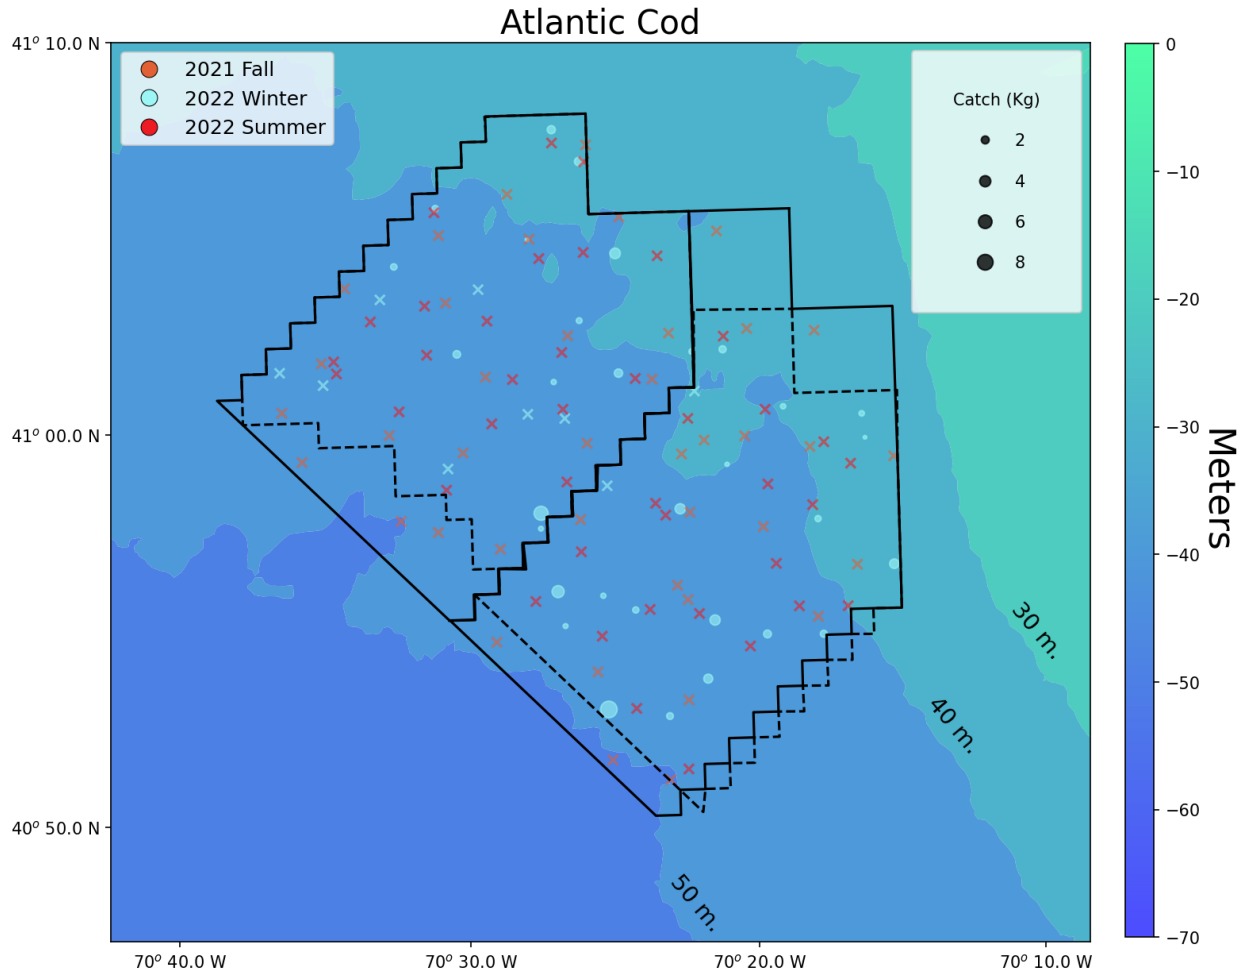 Atlantic Cod
41° 10.0 N
41° 00.0 N
40° 50.0 N
2021 Fall
2022 Winter
2022 Summer
Catch (Kg)
2
4
6
8
30 m.
40 m.
50 m.
70° 40.0 W
70° 30.0 W
70° 20.0 W
70° 10.0 W
0
−10
−20
−30
−40
−50
−60
−70
Meters